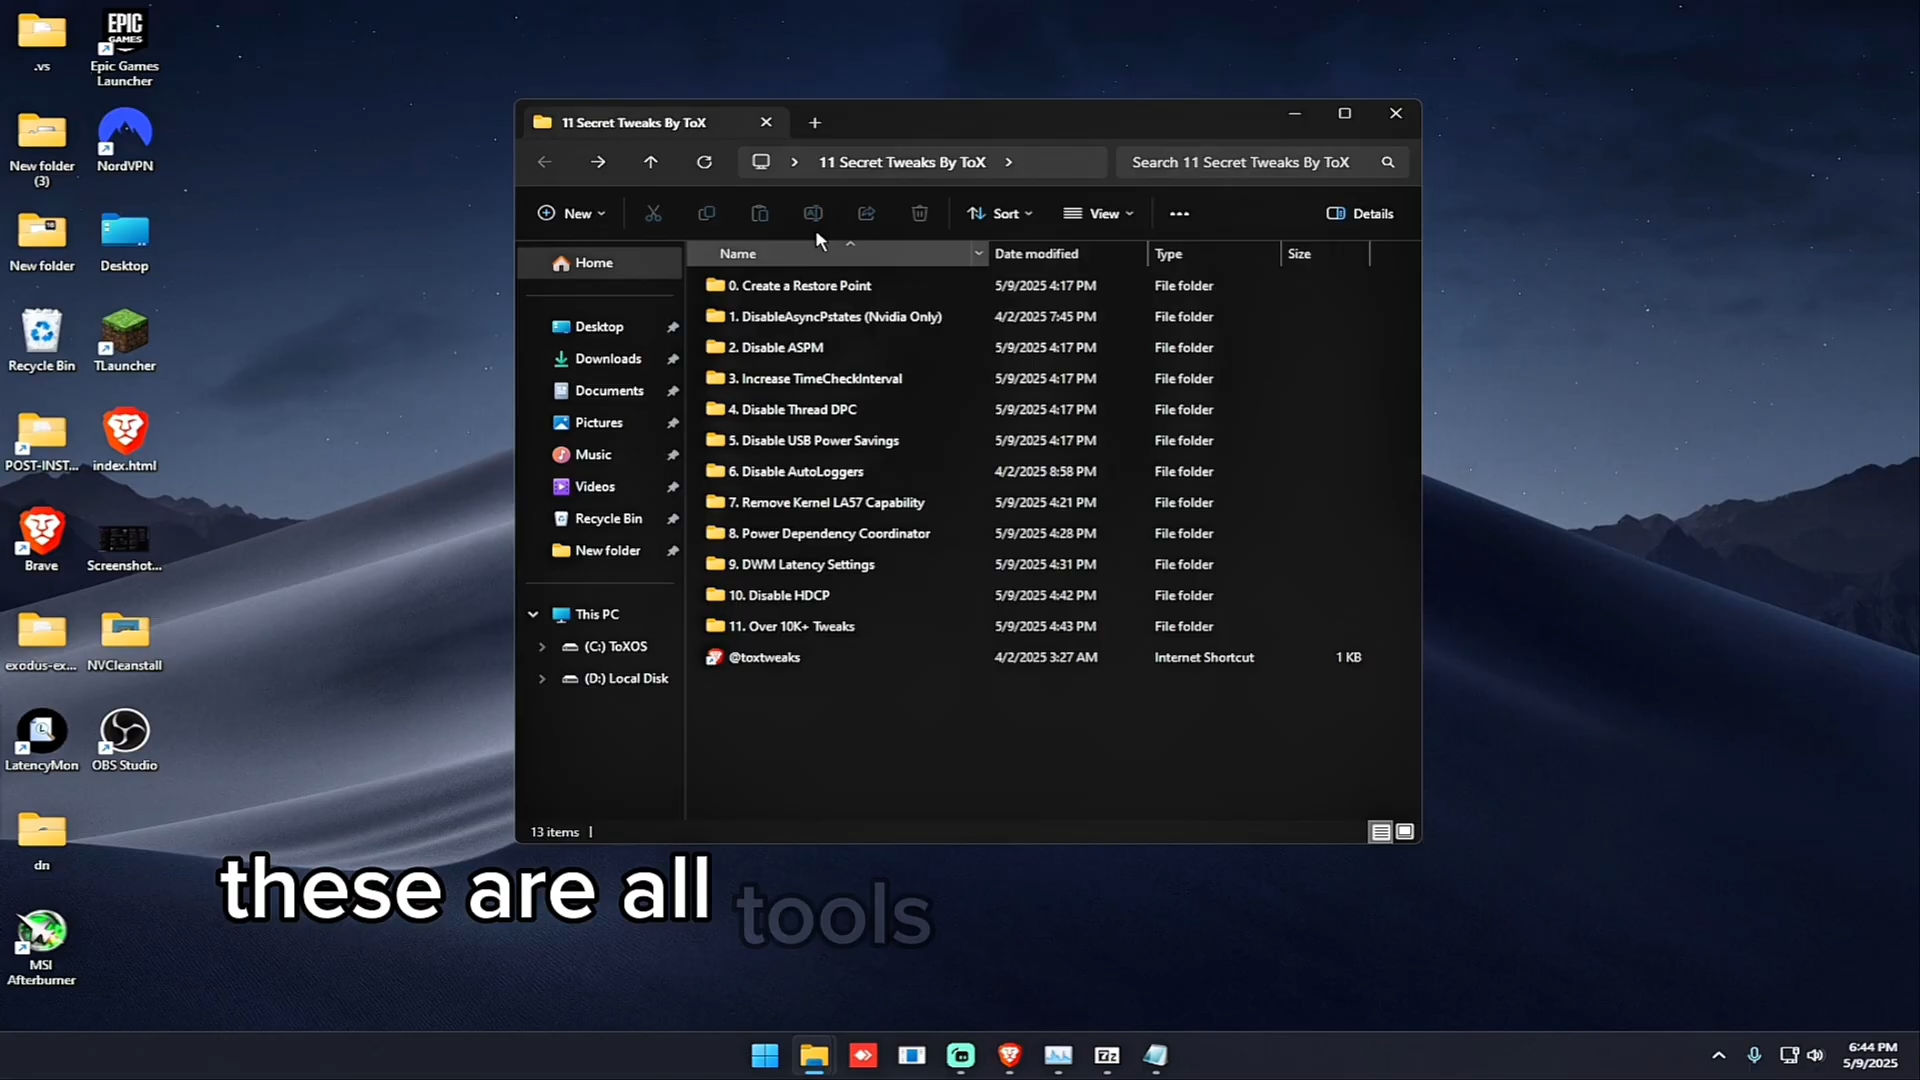 .vs
EPIC
GAMES
Epic Games
Launcher
New folder
(3)
NordVPN
New folder
Desktop
Recycle Bin
TLauncher
POST-INST...
index.html
Brave
Screenshot...
exodus-ex...
NVCleanstall
LatencyMon
OBS Studio
dn
MSI
Afterburner
11 Secret Tweaks By ToX
11 Secret Tweaks By ToX
Search 11 Secret Tweaks By ToX
New
Sort
View
Details
Home
Desktop
Downloads
Documents
Pictures
Music
Videos
Recycle Bin
New folder
This PC
(C:) ToXOS
(D:) Local Disk
Name Date modified Type Size
0. Create a Restore Point 5/9/2025 4:17 PM File folder
1. DisableAsyncPstates (Nvidia Only) 4/2/2025 7:45 PM File folder
2. Disable ASPM 5/9/2025 4:17 PM File folder
3. Increase TimeCheckInterval 5/9/2025 4:17 PM File folder
4. Disable Thread DPC 5/9/2025 4:17 PM File folder
5. Disable USB Power Savings 5/9/2025 4:17 PM File folder
6. Disable AutoLoggers 4/2/2025 8:58 PM File folder
7. Remove Kernel LA57 Capability 5/9/2025 4:21 PM File folder
8. Power Dependency Coordinator 5/9/2025 4:28 PM File folder
9. DWM Latency Settings 5/9/2025 4:31 PM File folder
10. Disable HDCP 5/9/2025 4:42 PM File folder
11. Over 10K+ Tweaks 5/9/2025 4:43 PM File folder
@toxtweaks 4/2/2025 3:27 AM Internet Shortcut 1 KB
13 items
these are all tools
7z
6:44 PM
5/9/2025